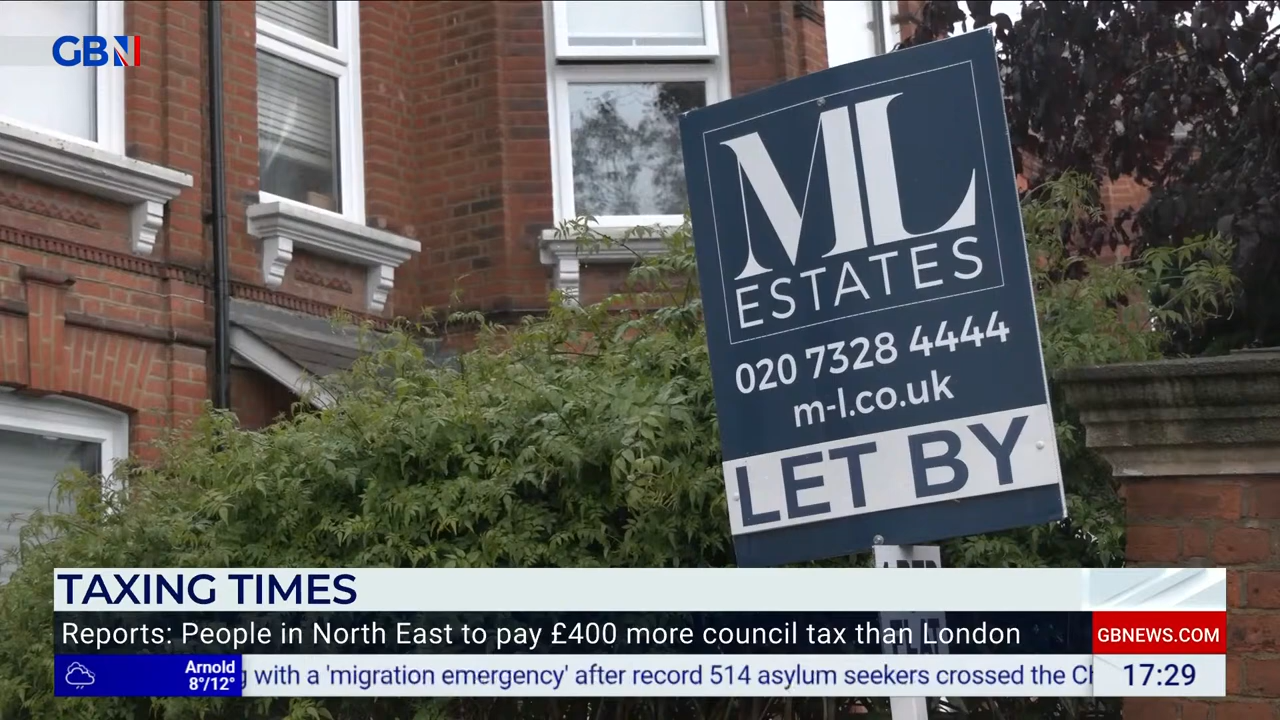 GBN
ML
ESTATES
020 7328 4444
m-l.co.uk
LET BY
FLAT
TAXING TIMES
Reports: People in North East to pay £400 more council tax than London
GBNEWS.COM
Arnold
8°/12°
with a 'migration emergency' after record 514 asylum seekers crossed the
17:29